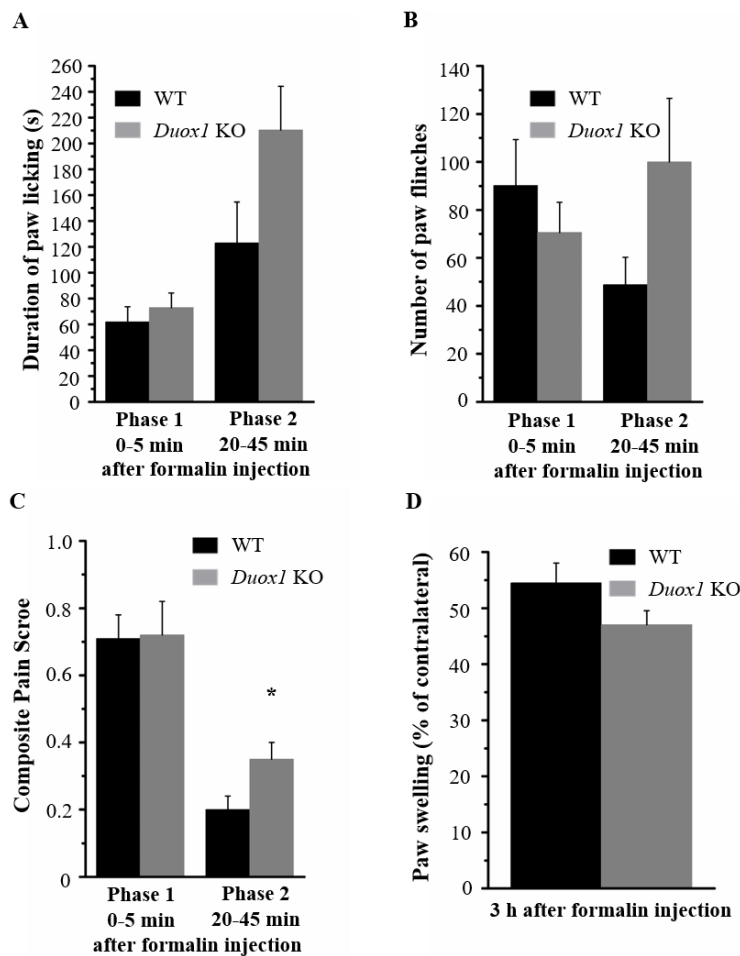 A
Duration of paw licking (s)
260
240
220
200
180
160
140
120
100
80
60
40
20
0
WT
Duox1 KO
Phase 1
0-5 min
Phase 2
20-45 min
after formalin injection
B
Number of paw flinches
140
120
100
80
60
40
20
0
WT
Duox1 KO
Phase 1
0-5 min
Phase 2
20-45 min
after formalin injection
C
Composite Pain Scroe
1.0
0.8
0.6
0.4
0.2
0
WT
Duox1 KO
*
Phase 1
0-5 min
Phase 2
20-45 min
after formalin injection
D
Paw swelling (% of contralateral)
60
50
40
30
20
10
0
WT
Duox1 KO
3 h after formalin injection